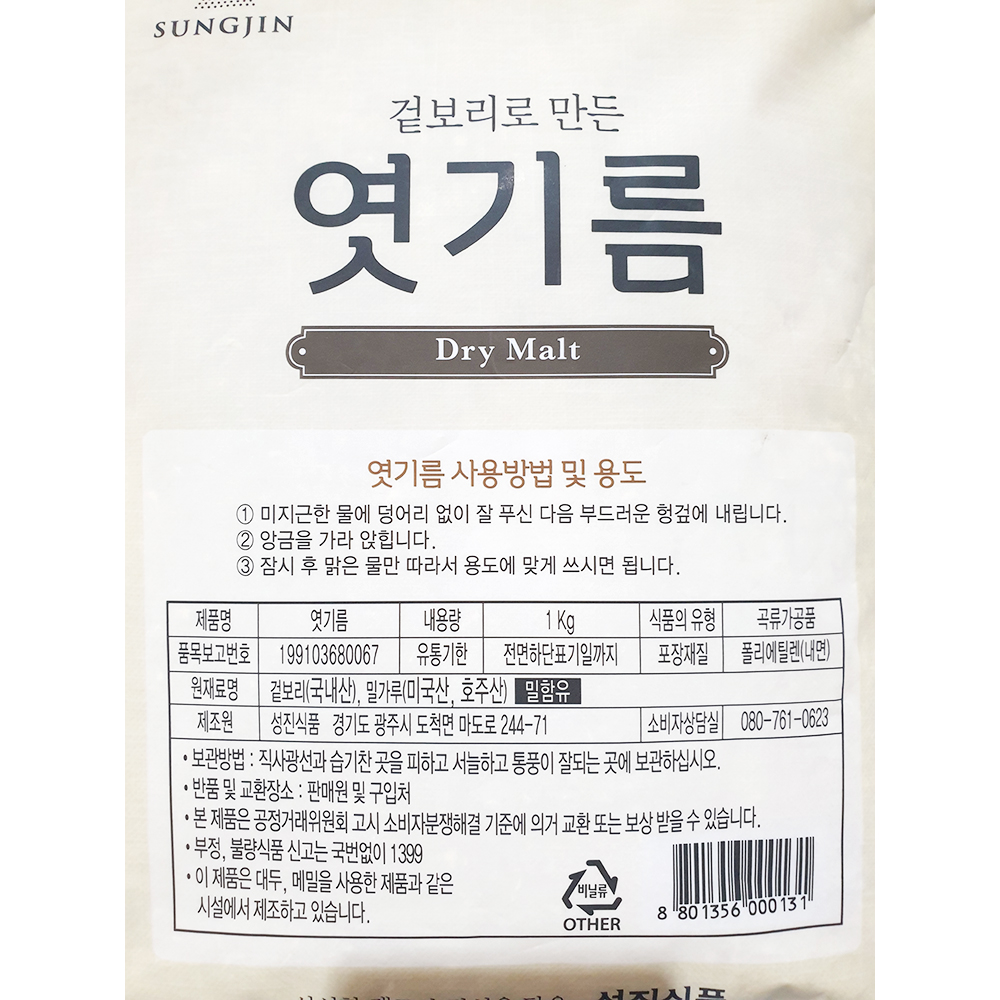 SUNGJIN
겉보리로 만든
엿기름
Dry Malt
엿기름 사용방법 및 용도
① 미지근한 물에 덩어리 없이 잘 푸신 다음 부드러운 헝겊에 내립니다.
② 앙금을 가라 앉힙니다.
③ 잠시 후 맑은 물만 따라서 용도에 맞게 쓰시면 됩니다.
제품명 엿기름 내용량 1 Kg 식품의 유형 곡류가공품
품목보고번호 199103680067 유통기한 전면하단표기일까지 포장재질 폴리에틸렌(내면)
원재료명 겉보리(국내산), 밀가루(미국산, 호주산) 밀함유
제조원 성진식품 경기도 광주시 도척면 마도로 244-71 소비자상담실 080-761-0623
• 보관방법 : 직사광선과 습기찬 곳을 피하고 서늘하고 통풍이 잘되는 곳에 보관하십시오.
• 반품 및 교환장소 : 판매원 및 구입처
• 본 제품은 공정거래위원회 고시 소비자분쟁해결 기준에 의거 교환 또는 보상 받을 수 있습니다.
• 부정, 불량식품 신고는 국번없이 1399
• 이 제품은 대두, 메밀을 사용한 제품과 같은
시설에서 제조하고 있습니다.
비닐류
OTHER
8 801356 000131
성진식품